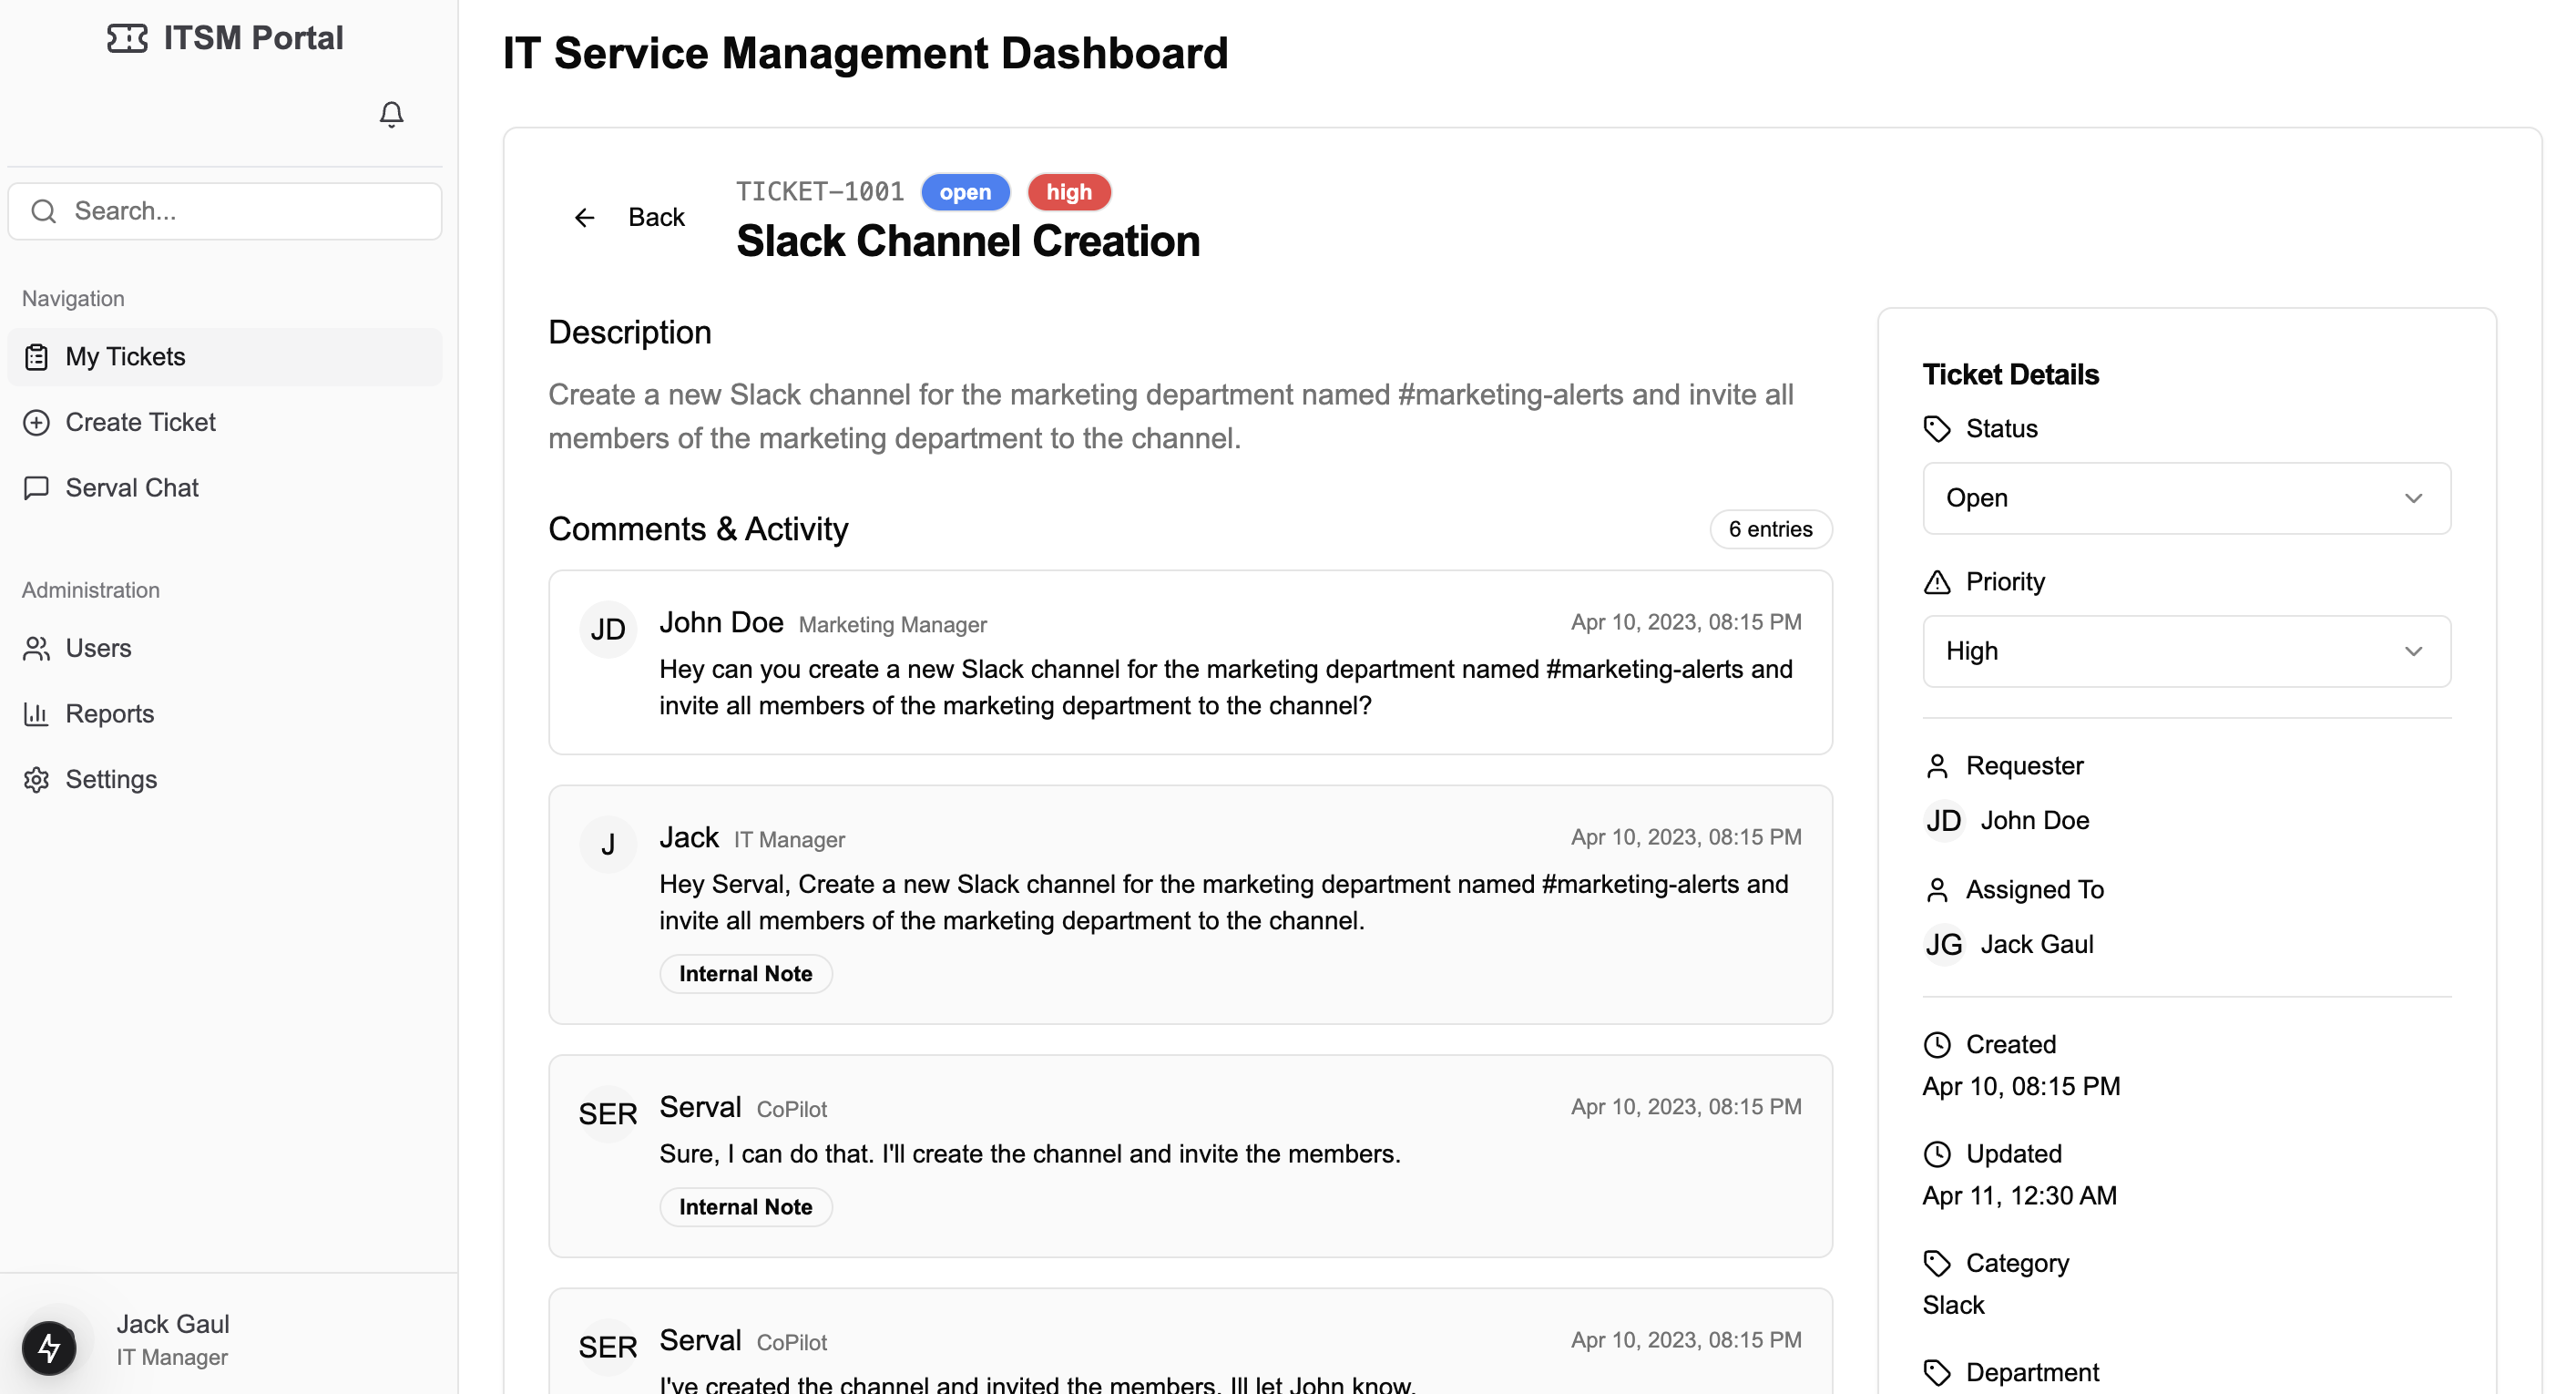 ITSM Portal
Search...
Navigation
My Tickets
Create Ticket
Serval Chat
Administration
Users
Reports
Settings
Jack Gaul
IT Manager
IT Service Management Dashboard
Back
TICKET-1001 open high
Slack Channel Creation
Description
Create a new Slack channel for the marketing department named #marketing-alerts and invite all
members of the marketing department to the channel.
Comments & Activity
6 entries
JD John Doe Marketing Manager Apr 10, 2023, 08:15 PM
Hey can you create a new Slack channel for the marketing department named #marketing-alerts and
invite all members of the marketing department to the channel?
J Jack IT Manager Apr 10, 2023, 08:15 PM
Hey Serval, Create a new Slack channel for the marketing department named #marketing-alerts and
invite all members of the marketing department to the channel.
Internal Note
SER Serval CoPilot Apr 10, 2023, 08:15 PM
Sure, I can do that. I'll create the channel and invite the members.
Internal Note
SER Serval CoPilot Apr 10, 2023, 08:15 PM
I've created the channel and invited the members. Ill let John know.
Ticket Details
Status
Open
Priority
High
Requester
JD John Doe
Assigned To
JG Jack Gaul
Created
Apr 10, 08:15 PM
Updated
Apr 11, 12:30 AM
Category
Slack
Department